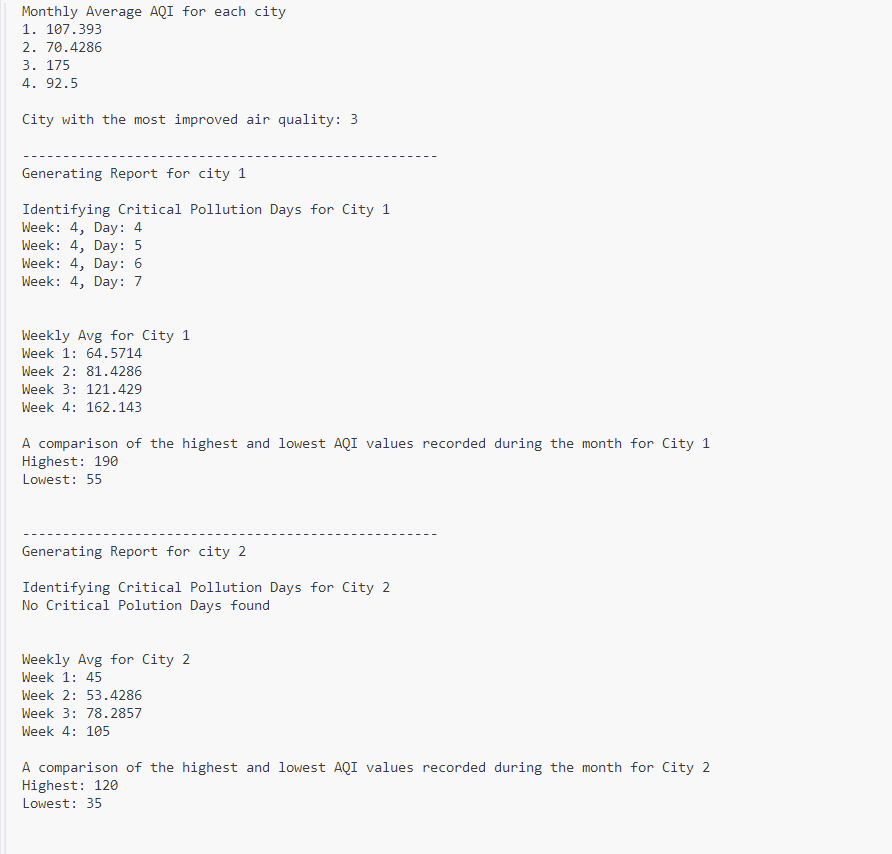 Monthly Average AQI for each city
1. 107.393
2. 70.4286
3. 175
4. 92.5
City with the most improved air quality: 3
----------------------------------------------------
Generating Report for city 1
Identifying Critical Pollution Days for City 1
Week: 4, Day: 4
Week: 4, Day: 5
Week: 4, Day: 6
Week: 4, Day: 7
Weekly Avg for City 1
Week 1: 64.5714
Week 2: 81.4286
Week 3: 121.429
Week 4: 162.143
A comparison of the highest and lowest AQI values recorded during the month for City 1
Highest: 190
Lowest: 55
----------------------------------------------------
Generating Report for city 2
Identifying Critical Pollution Days for City 2
No Critical Polution Days found
Weekly Avg for City 2
Week 1: 45
Week 2: 53.4286
Week 3: 78.2857
Week 4: 105
A comparison of the highest and lowest AQI values recorded during the month for City 2
Highest: 120
Lowest: 35